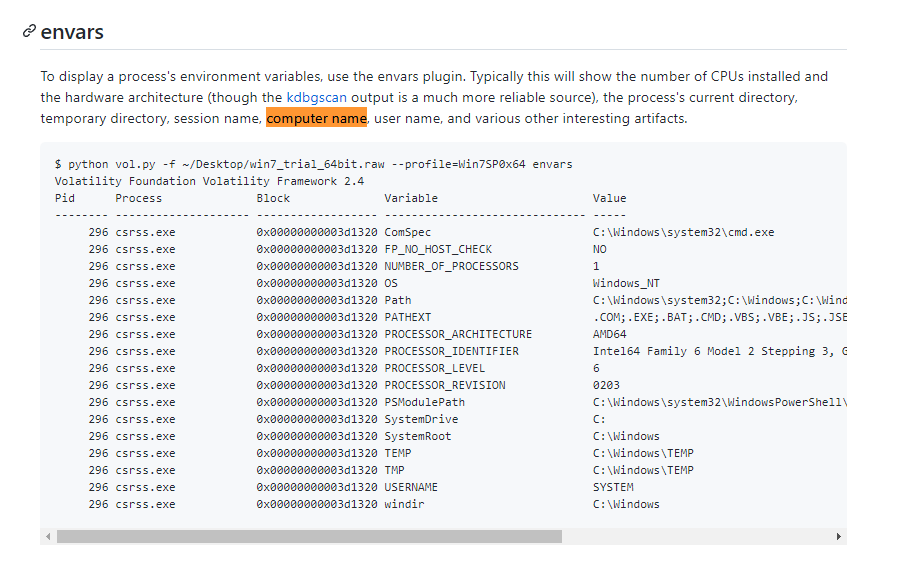 envars
To display a process's environment variables, use the envars plugin. Typically this will show the number of CPUs installed and
the hardware architecture (though the kdbgscan output is a much more reliable source), the process's current directory,
temporary directory, session name, computer name, user name, and various other interesting artifacts.
$ python vol.py -f ~/Desktop/win7_trial_64bit.raw --profile=Win7SP0x64 envars
Volatility Foundation Volatility Framework 2.4
Pid      Process              Block              Variable                       Value
-------- -------------------- ------------------ ------------------------------ -----
     296 csrss.exe            0x00000000003d1320 ComSpec                        C:\Windows\system32\cmd.exe
     296 csrss.exe            0x00000000003d1320 FP_NO_HOST_CHECK               NO
     296 csrss.exe            0x00000000003d1320 NUMBER_OF_PROCESSORS           1
     296 csrss.exe            0x00000000003d1320 OS                             Windows_NT
     296 csrss.exe            0x00000000003d1320 Path                           C:\Windows\system32;C:\Windows;C:\Wind
     296 csrss.exe            0x00000000003d1320 PATHEXT                        .COM;.EXE;.BAT;.CMD;.VBS;.VBE;.JS;.JSE
     296 csrss.exe            0x00000000003d1320 PROCESSOR_ARCHITECTURE         AMD64
     296 csrss.exe            0x00000000003d1320 PROCESSOR_IDENTIFIER           Intel64 Family 6 Model 2 Stepping 3, G
     296 csrss.exe            0x00000000003d1320 PROCESSOR_LEVEL                6
     296 csrss.exe            0x00000000003d1320 PROCESSOR_REVISION             0203
     296 csrss.exe            0x00000000003d1320 PSModulePath                   C:\Windows\system32\WindowsPowerShell\
     296 csrss.exe            0x00000000003d1320 SystemDrive                    C:
     296 csrss.exe            0x00000000003d1320 SystemRoot                     C:\Windows
     296 csrss.exe            0x00000000003d1320 TEMP                           C:\Windows\TEMP
     296 csrss.exe            0x00000000003d1320 TMP                            C:\Windows\TEMP
     296 csrss.exe            0x00000000003d1320 USERNAME                       SYSTEM
     296 csrss.exe            0x00000000003d1320 windir                         C:\Windows